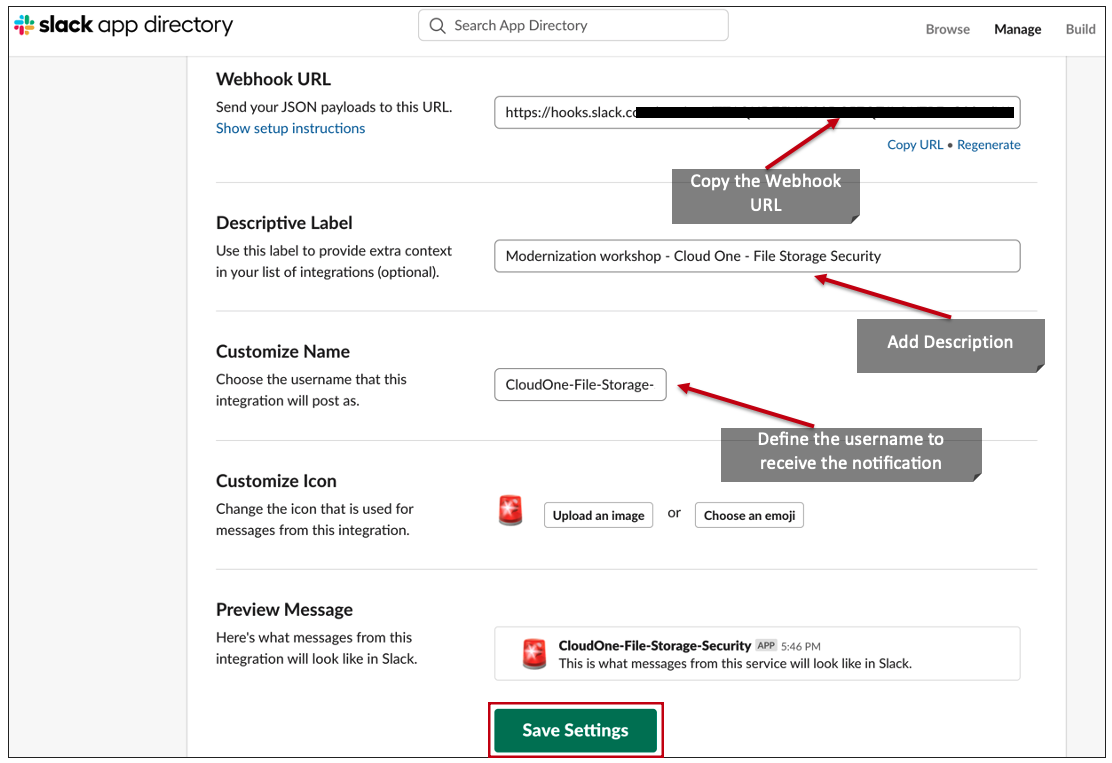 slack app directory
Search App Directory
Browse
Manage
Build
Webhook URL
Send your JSON payloads to this URL.
Show setup instructions
https://hooks.slack.co
Copy URL • Regenerate
Copy the Webhook
URL
Descriptive Label
Use this label to provide extra context
in your list of integrations (optional).
Modernization workshop - Cloud One - File Storage Security
Add Description
Customize Name
Choose the username that this
integration will post as.
CloudOne-File-Storage-
Define the username to
receive the notification
Customize Icon
Change the icon that is used for
messages from this integration.
Upload an image
or
Choose an emoji
Preview Message
Here's what messages from this
integration will look like in Slack.
CloudOne-File-Storage-Security APP 5:46 PM
This is what messages from this service will look like in Slack.
Save Settings